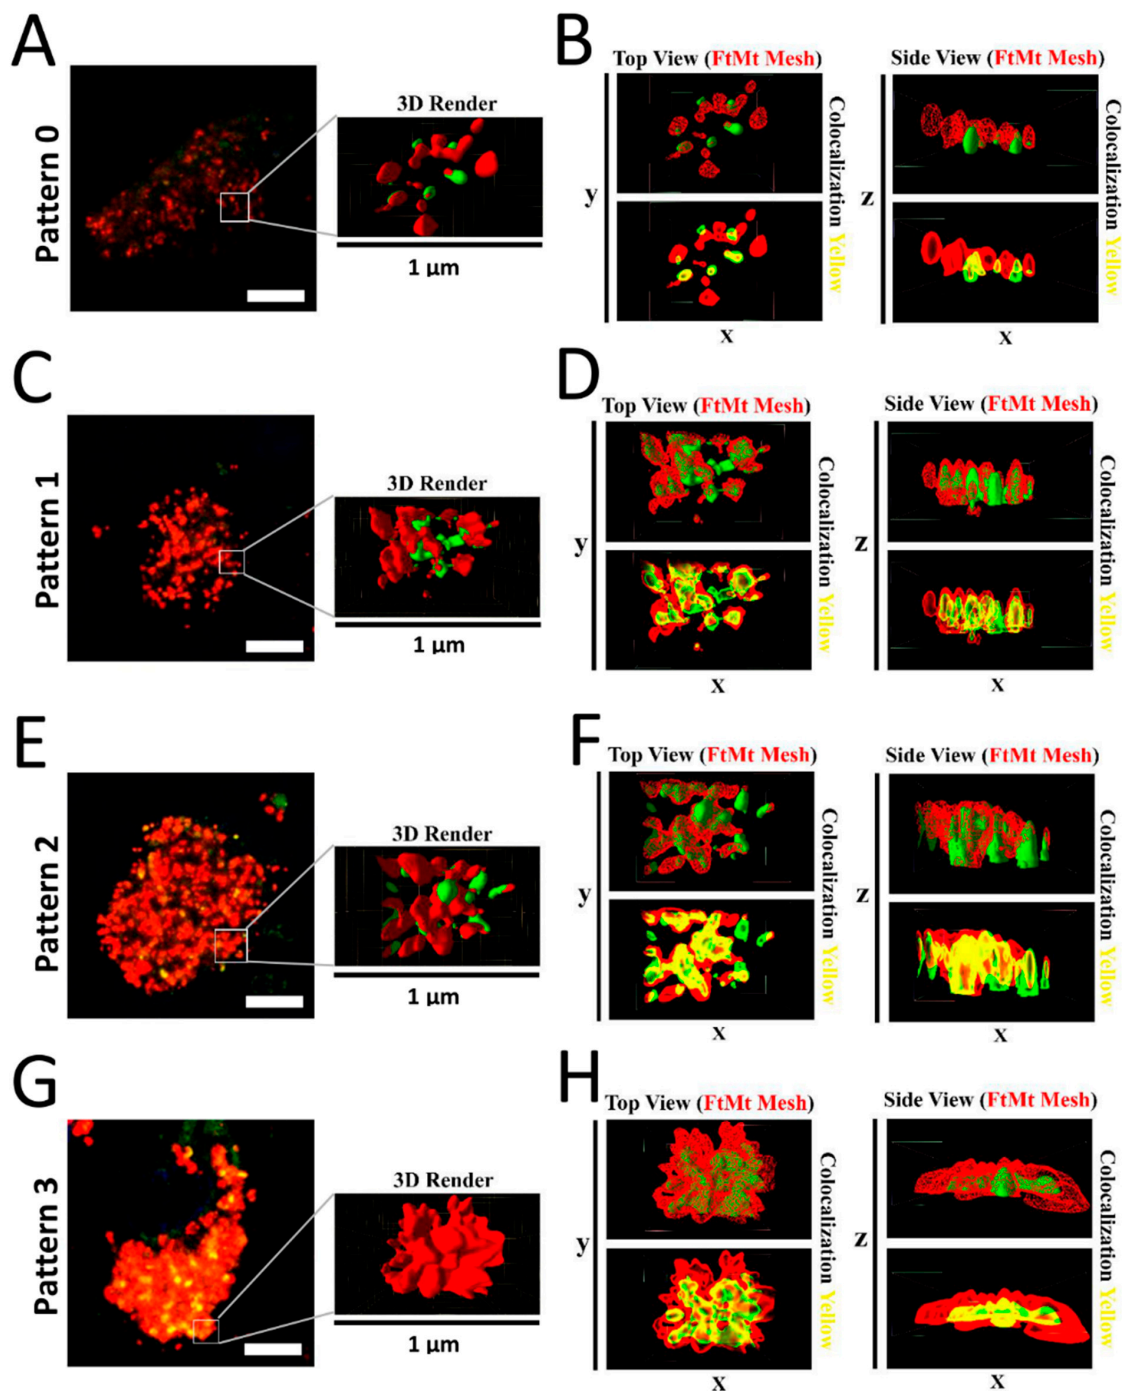 A
Pattern 0
3D Render
1 μm
B
Top View (FtMt Mesh)
Side View (FtMt Mesh)
y
z
Colocalization Yellow
Colocalization Yellow
x
x
C
Pattern 1
3D Render
1 μm
D
Top View (FtMt Mesh)
Side View (FtMt Mesh)
y
z
Colocalization Yellow
Colocalization Yellow
x
x
E
Pattern 2
3D Render
1 μm
F
Top View (FtMt Mesh)
Side View (FtMt Mesh)
y
z
Colocalization Yellow
Colocalization Yellow
x
x
G
Pattern 3
3D Render
1 μm
H
Top View (FtMt Mesh)
Side View (FtMt Mesh)
y
z
Colocalization Yellow
Colocalization Yellow
x
x